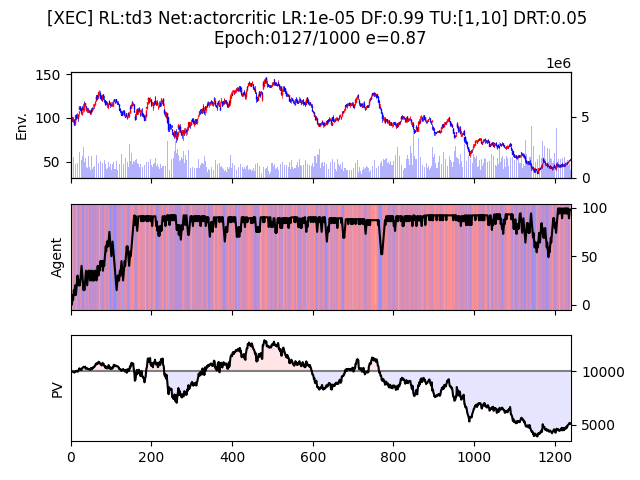 [XEC] RL:td3 Net:actorcritic LR:1e-05 DF:0.99 TU:[1,10] DRT:0.05
Epoch:0127/1000 e=0.87
1e6
150
100
50
Env.
5
0
Agent
100
50
0
PV
10000
5000
0 200 400 600 800 1000 1200